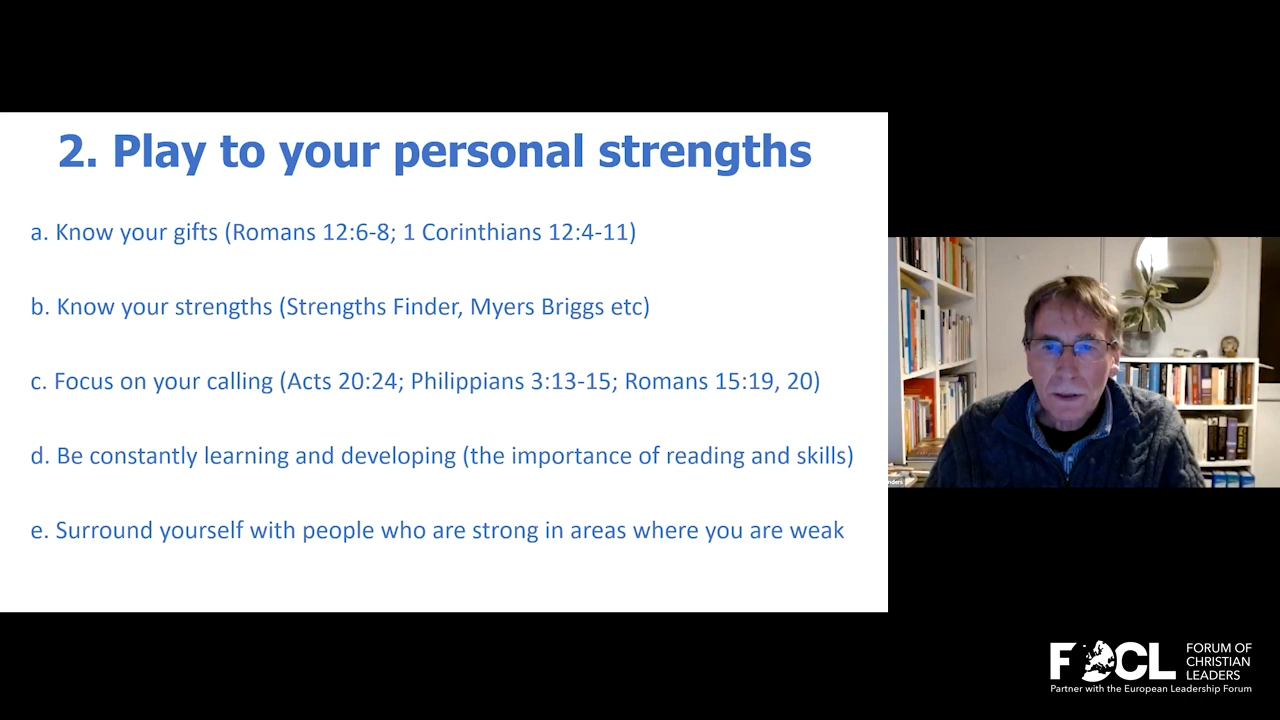 2. Play to your personal strengths
a. Know your gifts (Romans 12:6-8; 1 Corinthians 12:4-11)
b. Know your strengths (Strengths Finder, Myers Briggs etc)
c. Focus on your calling (Acts 20:24; Philippians 3:13-15; Romans 15:19, 20)
d. Be constantly learning and developing (the importance of reading and skills)
e. Surround yourself with people who are strong in areas where you are weak
FOCL
FORUM OF
CHRISTIAN
LEADERS
Partner with the European Leadership Forum